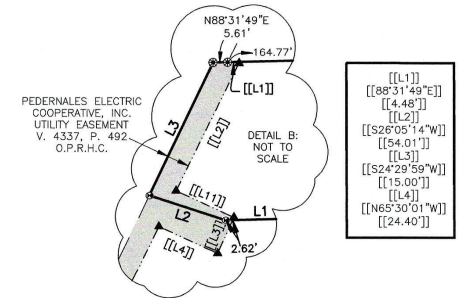 N88°31'49"E
5.61'
164.77'
[[L1]]
PEDERNALES ELECTRIC
COOPERATIVE, INC.
UTILITY EASEMENT
V. 4337, P. 492
O.P.R.H.C.
L3
[[L2]]
DETAIL B:
NOT TO
SCALE
[[L11]]
L2
L1
[[L3]]
[[L4]]
2.62'
[[L1]]
[[88°31'49"E]]
[[4.48']]
[[L2]]
[[S26°05'14"W]]
[[54.01']]
[[L3]]
[[S24°29'59"W]]
[[15.00']]
[[L4]]
[[N65°30'01"W]]
[[24.40']]